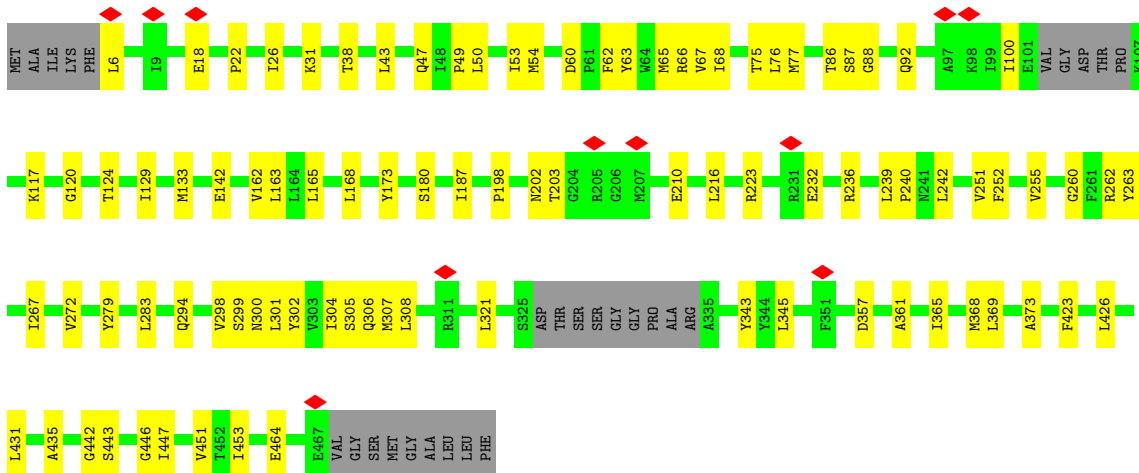 MET ALA ILE LYS PHE L6 I9 E18 P22 I26 K31 T38 L43 Q47 I48 P49 L50 I53 M54 D60 P61 F62 Y63 W64 M65 R66 V67 I68 T75 L76 M77 T86 S87 G88 Q92 A97 K98 I99 I100 E101 VAL GLY ASP THR PRO K107
K117 G120 T124 I129 M133 E142 V162 L163 L164 L165 L168 Y173 S180 I187 P198 N202 T203 G204 R205 G206 M207 E210 L216 R223 R231 E232 R236 L239 P240 N241 L242 V251 F252 V255 G260 F261 R262 Y263
I267 V272 Y279 L283 Q294 V298 S299 N300 L301 Y302 V303 I304 S305 Q306 M307 L308 R311 L321 S325 ASP THR SER SER GLY GLY PRO ALA ARG A335 Y343 Y344 L345 F351 D357 A361 I365 M368 L369 A373 F423 L426
L431 A435 G442 S443 G446 I447 V451 T452 I453 E464 E467 VAL GLY SER MET GLY ALA LEU LEU PHE